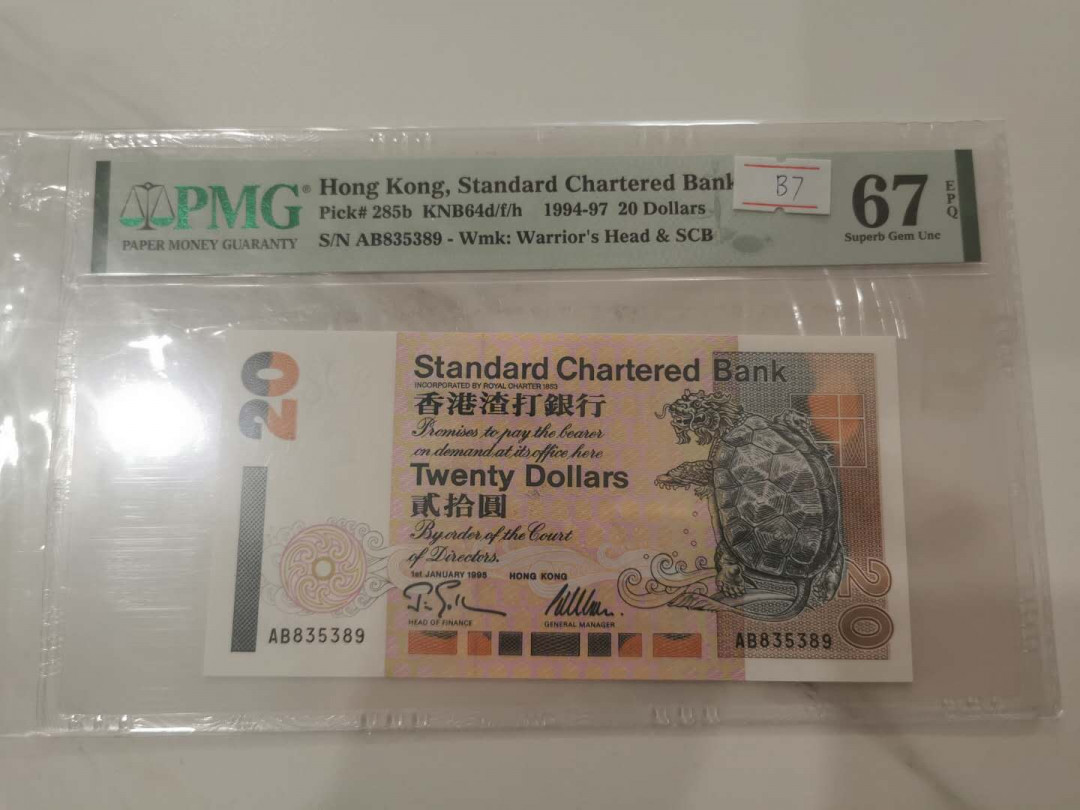 PMG
PAPER MONEY GUARANTY
Hong Kong, Standard Chartered Bank
Pick# 285b KNB64d/f/h 1994-97 20 Dollars
S/N AB835389 - Wmk: Warrior's Head & SCB
B7
67
EPQ
Superb Gem Unc
20
Standard Chartered Bank
INCORPORATED BY ROYAL CHARTER 1853
香港渣打銀行
Promises to pay the bearer
on demand at its office here
Twenty Dollars
貳拾圓
By order of the Court
of Directors.
1st JANUARY 1995 HONG KONG
HEAD OF FINANCE GENERAL MANAGER
AB835389
AB835389
20